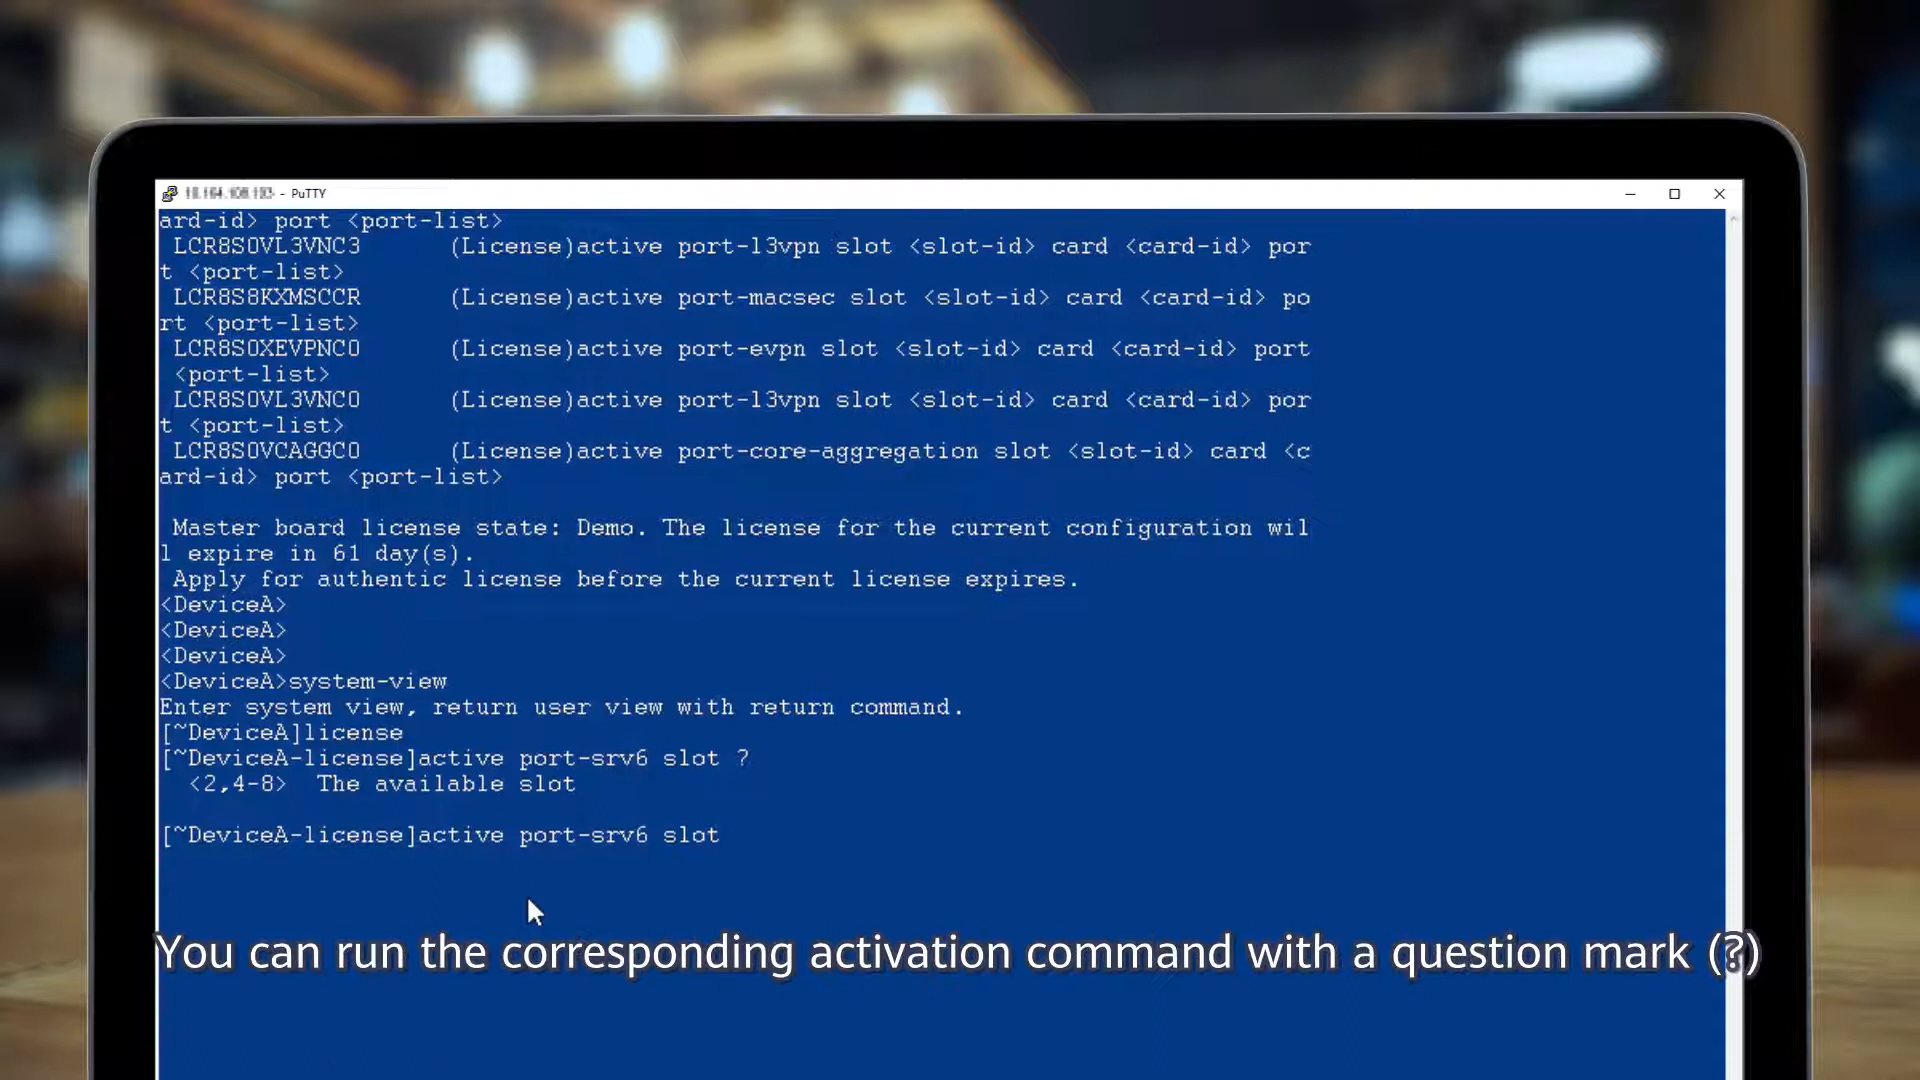 - PuTTY
ard-id> port <port-list>
LCR8S0VL3VNC3 (License)active port-l3vpn slot <slot-id> card <card-id> por
t <port-list>
LCR8S8KXMSCCR (License)active port-macsec slot <slot-id> card <card-id> po
rt <port-list>
LCR8S0XEVPNC0 (License)active port-evpn slot <slot-id> card <card-id> port
<port-list>
LCR8S0VL3VNC0 (License)active port-l3vpn slot <slot-id> card <card-id> por
t <port-list>
LCR8S0VCAGGC0 (License)active port-core-aggregation slot <slot-id> card <c
ard-id> port <port-list>
Master board license state: Demo. The license for the current configuration wil
l expire in 61 day(s).
Apply for authentic license before the current license expires.
<DeviceA>
<DeviceA>
<DeviceA>
<DeviceA>system-view
Enter system view, return user view with return command.
[~DeviceA]license
[~DeviceA-license]active port-srv6 slot ?
<2,4-8> The available slot
[~DeviceA-license]active port-srv6 slot
You can run the corresponding activation command with a question mark (?)